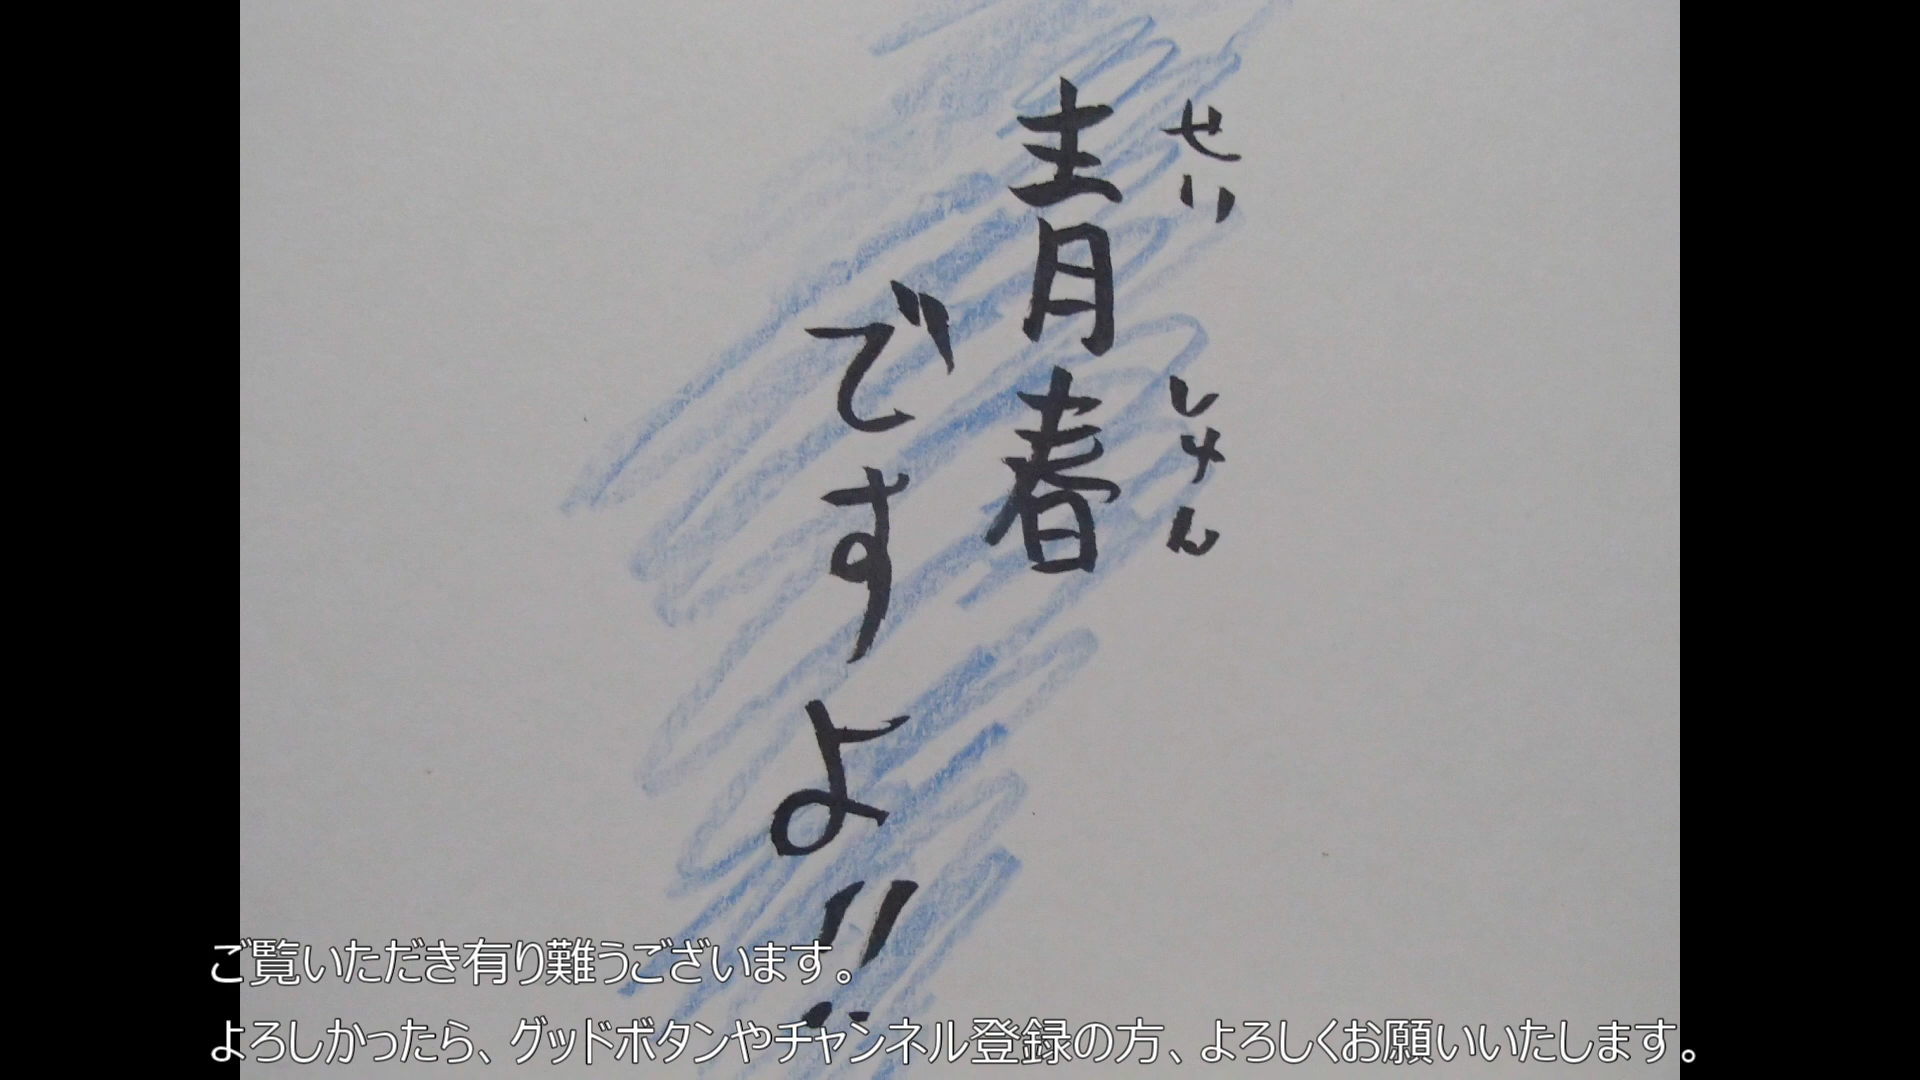 せいしゅん
青春
ですよ!!
ご覧いただき有り難うございます。
よろしかったら、グッドボタンやチャンネル登録の方、よろしくお願いいたします。